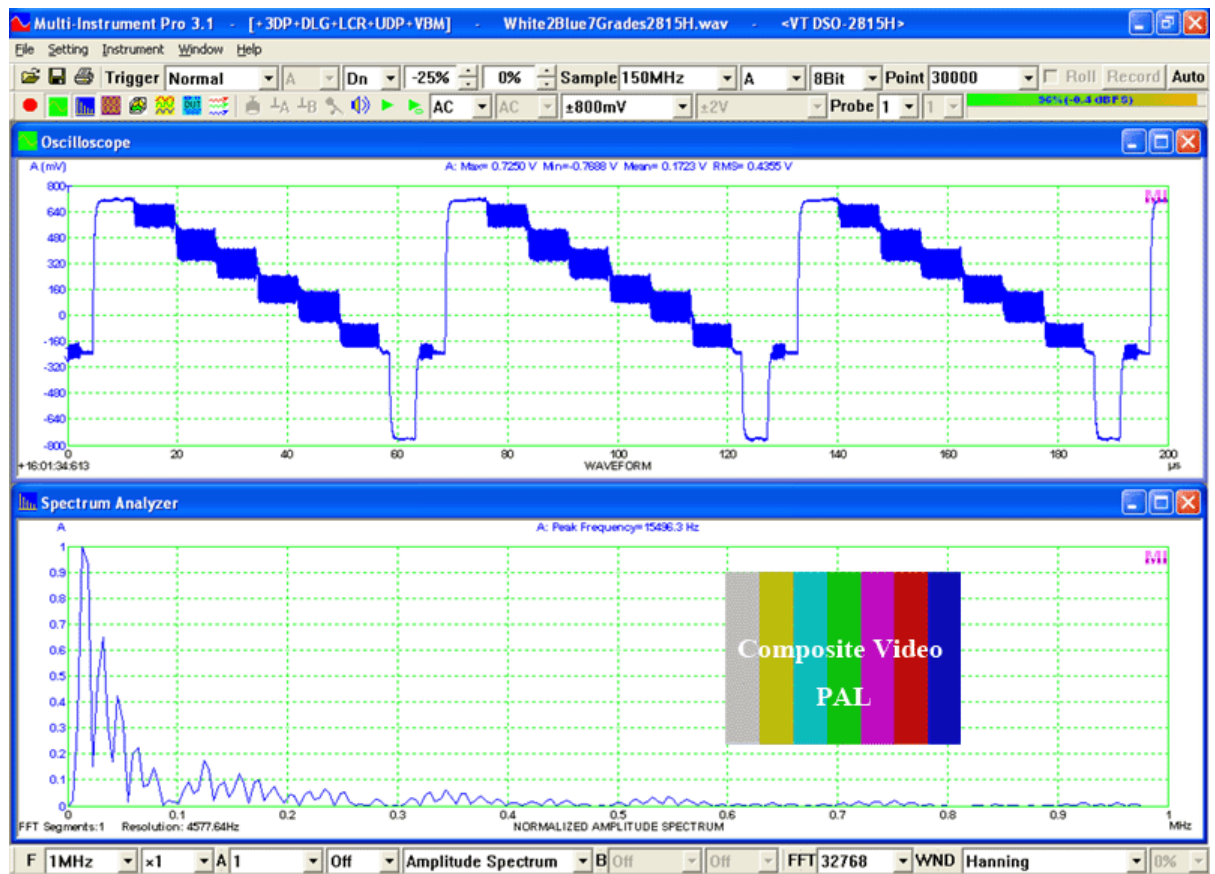 Multi-Instrument Pro 3.1 - [+3DP+DLG+LCR+UDP+VBM] - White2Blue7Grades2815H.wav - <VT DSO-2815H>
File Setting Instrument Window Help
Trigger Normal A Dn -25% 0% Sample 150MHz A 8Bit Point 30000 Roll Record Auto
DUT A B AC AC ±800mV ±2V Probe 1 1 96%(-0.4 dBFS)
Oscilloscope
A (mV) A: Max= 0.7250 V Min=-0.7688 V Mean= 0.1723 V RMS= 0.4355 V
MI
800
640
480
320
160
0
-160
-320
-480
-640
-800
0 20 40 60 80 100 120 140 160 180 200
+16:01:34:613 WAVEFORM µs
Spectrum Analyzer
A A: Peak Frequency=15496.3 Hz
MI
1
0.9
0.8
0.7
0.6
0.5
0.4
0.3
0.2
0.1
0
Composite Video
PAL
0 0.1 0.2 0.3 0.4 0.5 0.6 0.7 0.8 0.9 1
FFT Segments:1 Resolution: 4577.64Hz NORMALIZED AMPLITUDE SPECTRUM MHz
F 1MHz ×1 A 1 Off Amplitude Spectrum B Off Off FFT 32768 WND Hanning 0%